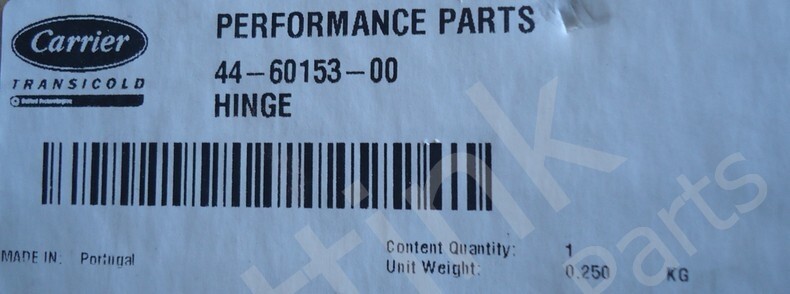 Carrier
TRANSICOLD
PERFORMANCE PARTS
44-60153-00
HINGE
MADE IN: Portugal
Content Quantity: 1
Unit Weight: 0.250 KG
Parts